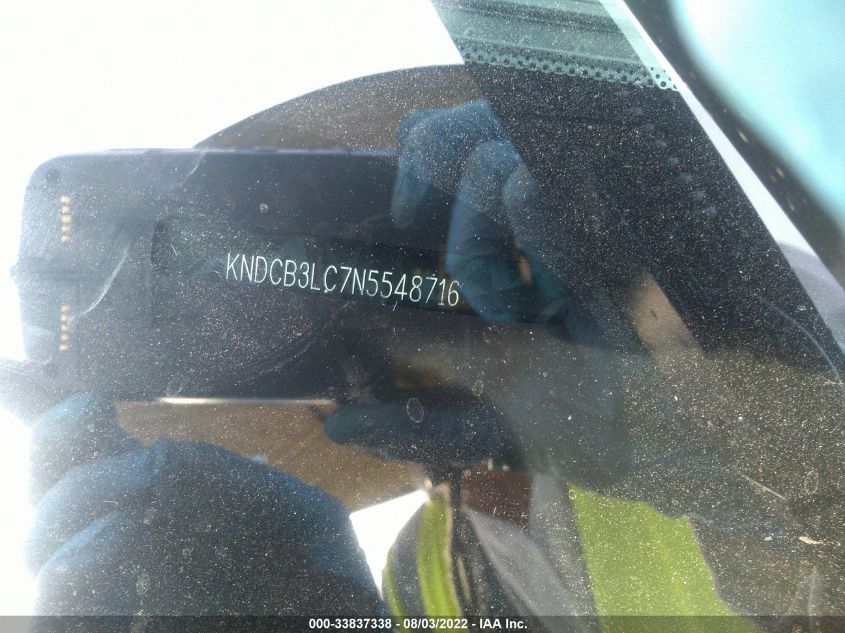 KNDCB3LC7N5548716
000-33837338 - 08/03/2022 - IAA Inc.